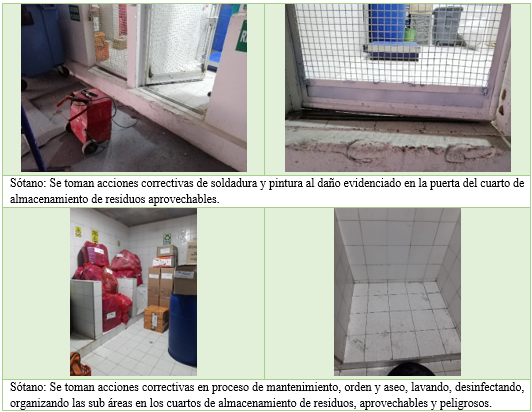 Sótano: Se toman acciones correctivas de soldadura y pintura al daño evidenciado en la puerta del cuarto de
almacenamiento de residuos aprovechables.
Sótano: Se toman acciones correctivas en proceso de mantenimiento, orden y aseo, lavando, desinfectando,
organizando las sub áreas en los cuartos de almacenamiento de residuos, aprovechables y peligrosos.